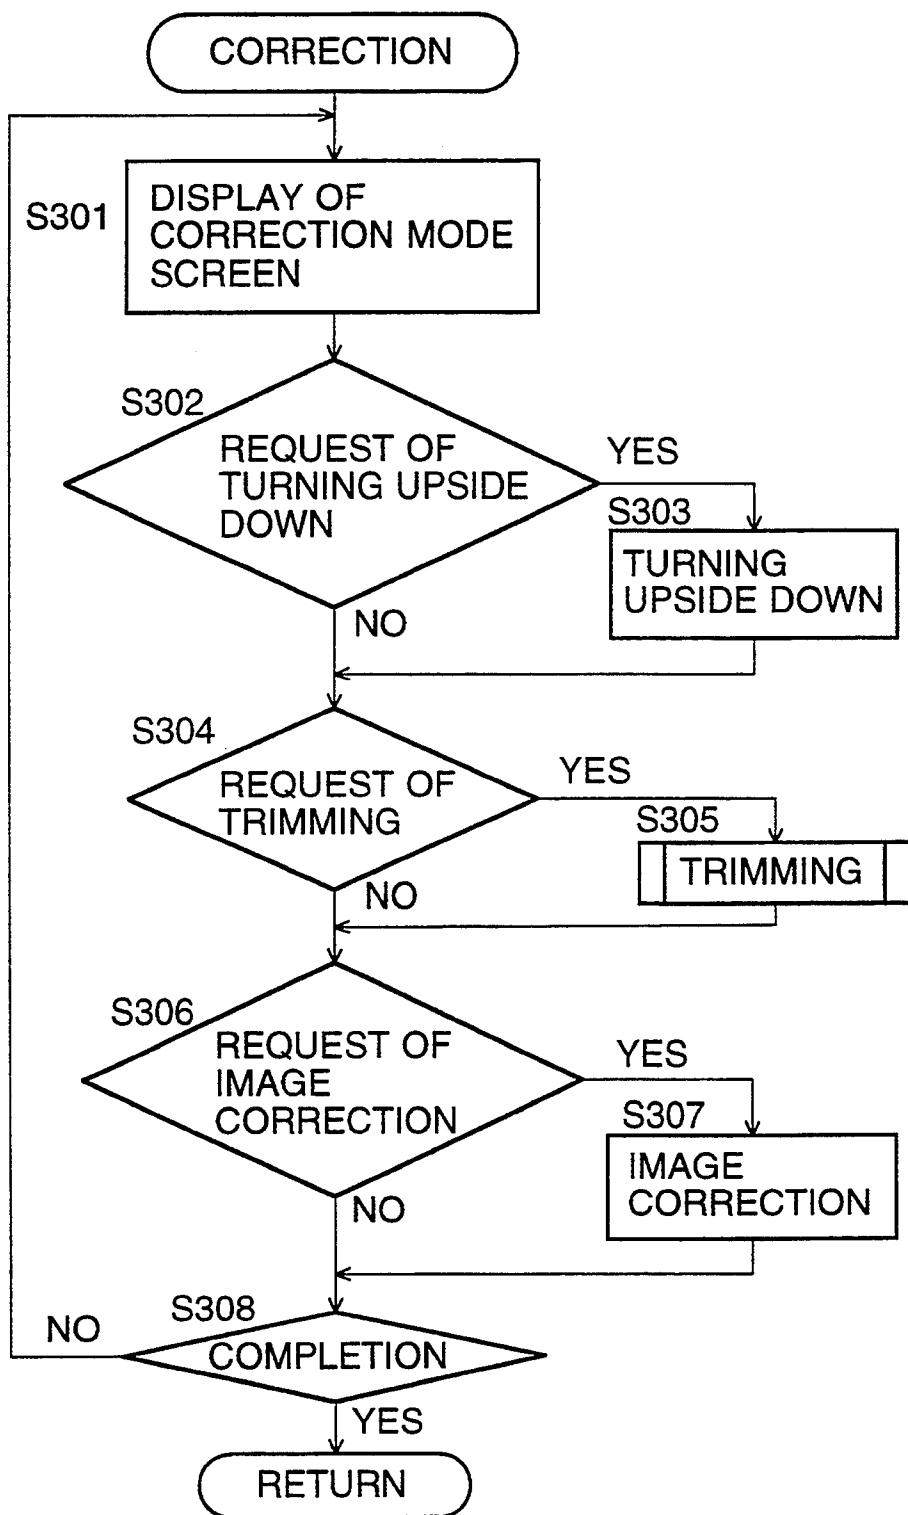 CORRECTION
S301
DISPLAY OF
CORRECTION MODE
SCREEN
S302
REQUEST OF
TURNING UPSIDE
DOWN
YES
S303
TURNING
UPSIDE DOWN
NO
S304
REQUEST OF
TRIMMING
YES
S305
TRIMMING
NO
S306
REQUEST OF
IMAGE
CORRECTION
YES
S307
IMAGE
CORRECTION
NO
S308
NO
COMPLETION
YES
RETURN